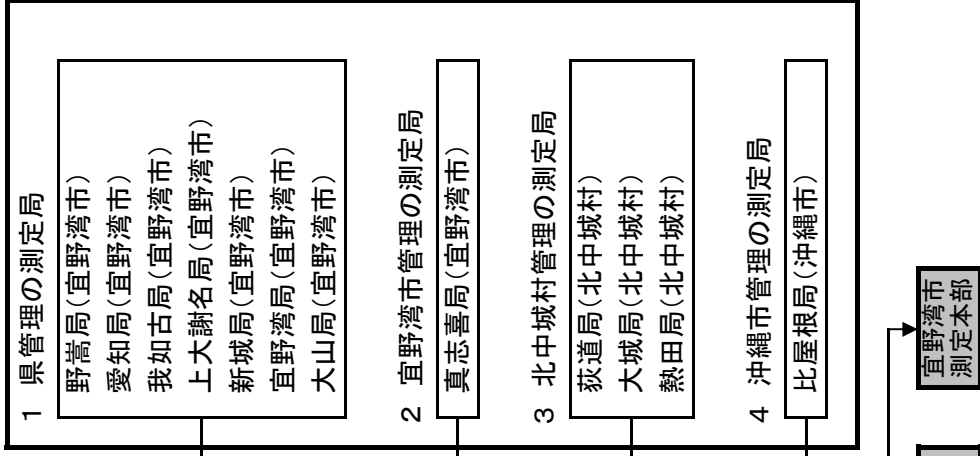 1 県管理の測定局
野嵩局(宜野湾市)
愛知局(宜野湾市)
我如古局(宜野湾市)
上大謝名局(宜野湾市)
新城局(宜野湾市)
宜野湾局(宜野湾市)
大山局(宜野湾市)
2 宜野湾市管理の測定局
真志喜局(宜野湾市)
3 北中城村管理の測定局
荻道局(北中城村)
大城局(北中城村)
熱田局(北中城村)
4 沖縄市管理の測定局
比屋根局(沖縄市)
宜野湾市
測定本部